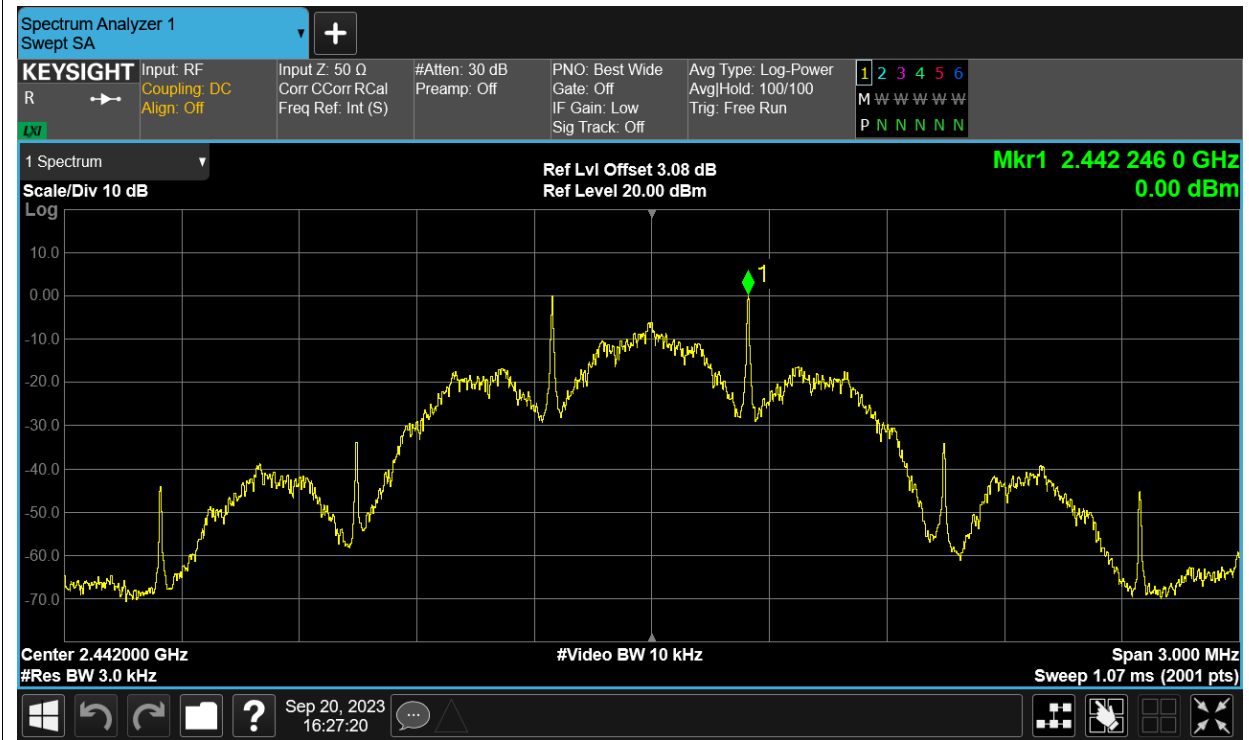 Spectrum Analyzer 1
Swept SA
+
KEYSIGHT
R
LXI
Input: RF
Coupling: DC
Align: Off
Input Z: 50 Ω
Corr CCorr RCal
Freq Ref: Int (S)
#Atten: 30 dB
Preamp: Off
PNO: Best Wide
Gate: Off
IF Gain: Low
Sig Track: Off
Avg Type: Log-Power
Avg|Hold: 100/100
Trig: Free Run
1 2 3 4 5 6
M W W W W W W
P N N N N N N
1 Spectrum
Scale/Div 10 dB
Log
Ref Lvl Offset 3.08 dB
Ref Level 20.00 dBm
Mkr1 2.442 246 0 GHz
0.00 dBm
10.0
0.00
-10.0
-20.0
-30.0
-40.0
-50.0
-60.0
-70.0
1
Center 2.442000 GHz
#Res BW 3.0 kHz
#Video BW 10 kHz
Span 3.000 MHz
Sweep 1.07 ms (2001 pts)
?
Sep 20, 2023
16:27:20